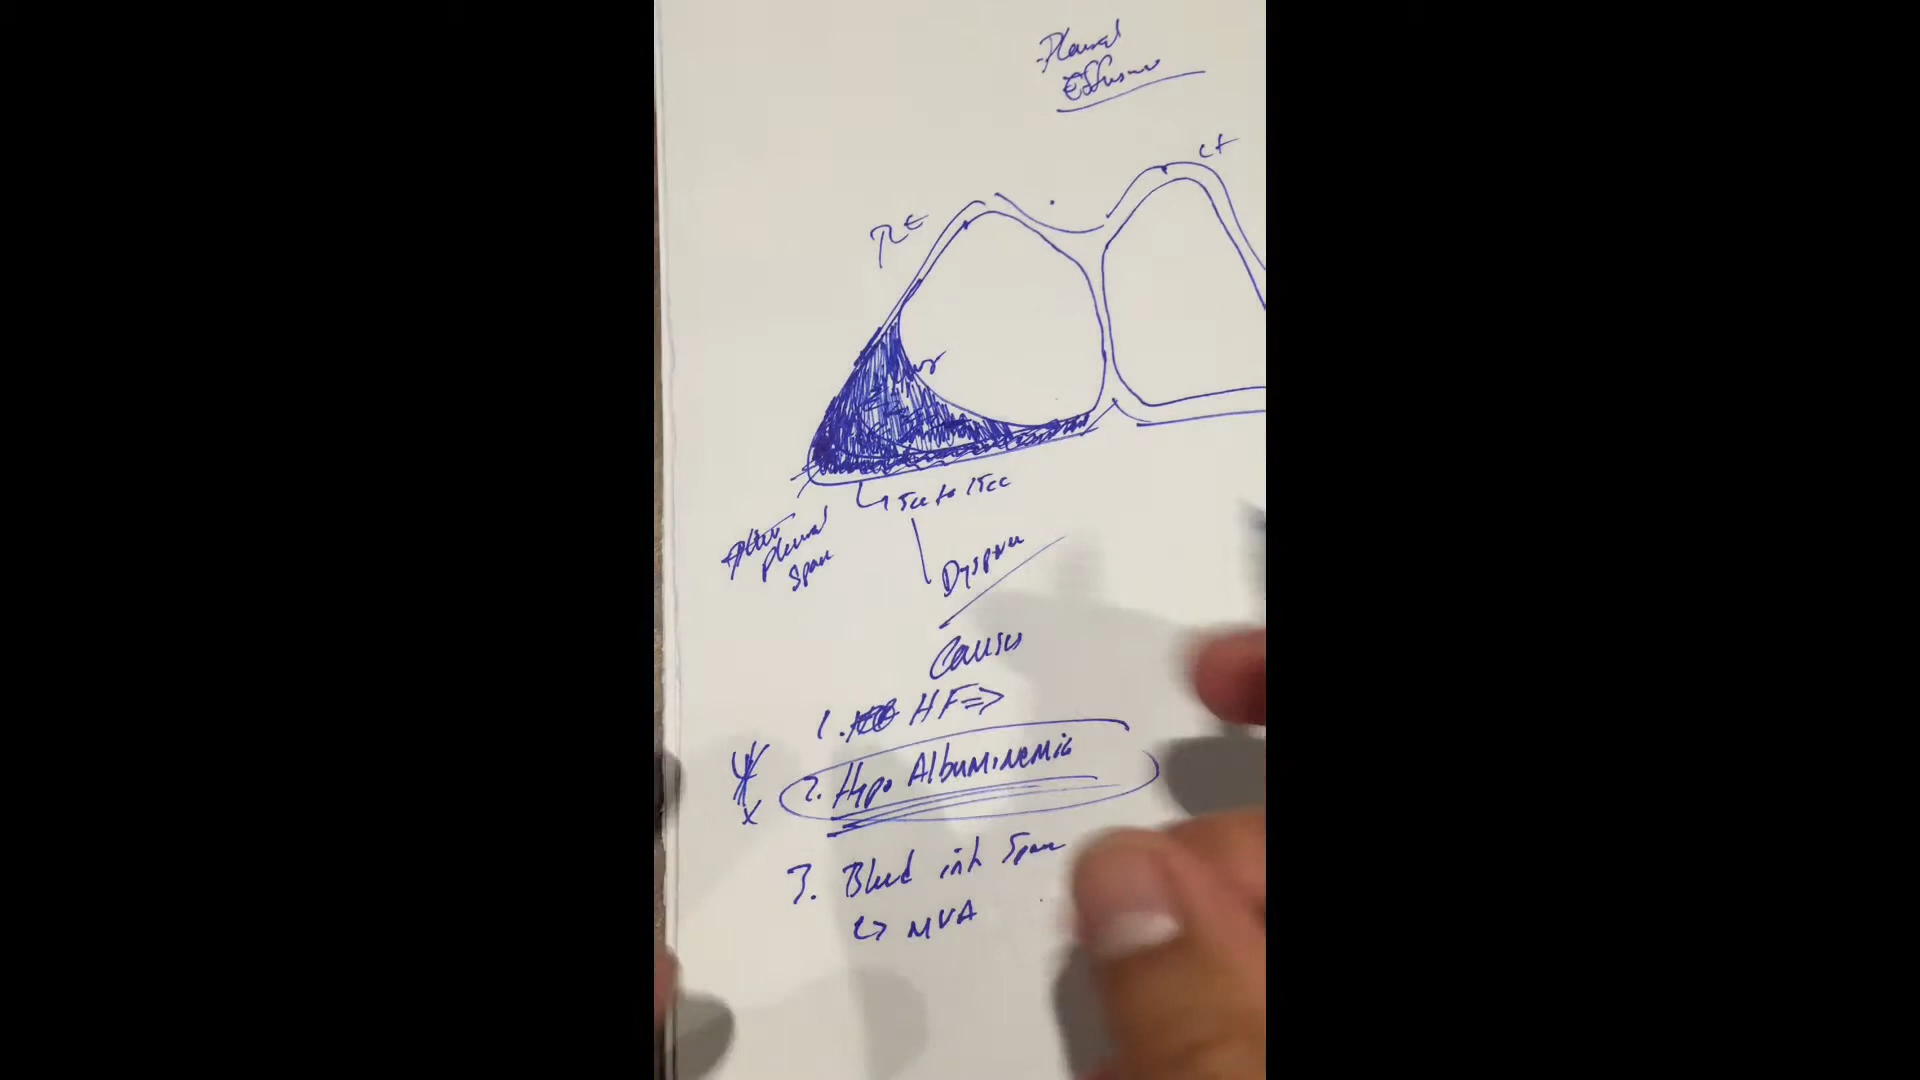 Pleural
Effusion
Lt
Rt
5cc to 15cc
Pleural
Space
Dyspnea
Causes
1. HF =>
2. Hypo Albuminemia
3. Blood into Space
↳ MVA